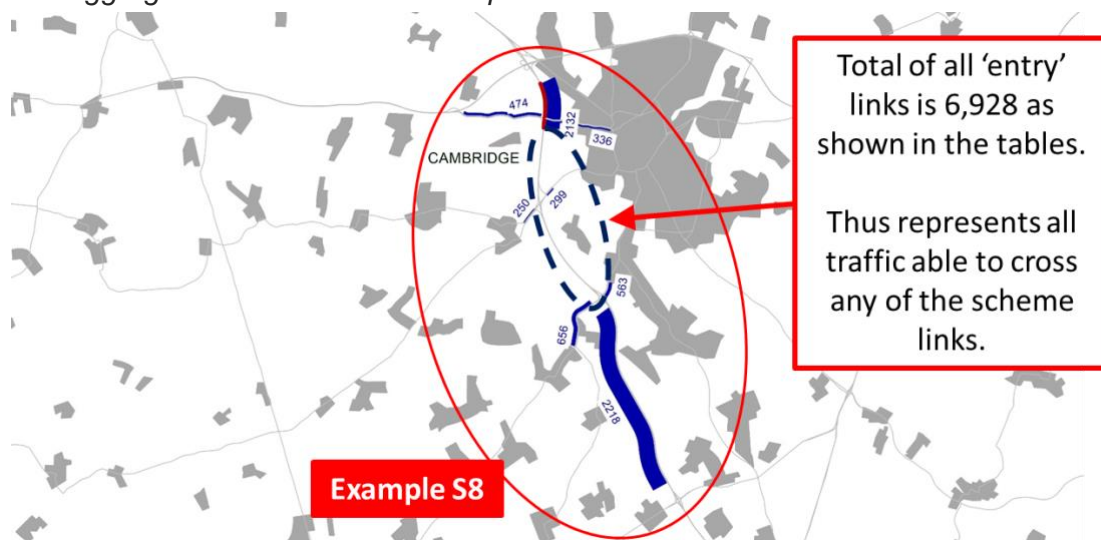 474
2132
336
CAMBRIDGE
250
299
563
656
2218
Example S8
Total of all ‘entry’
links is 6,928 as
shown in the tables.
Thus represents all
traffic able to cross
any of the scheme
links.